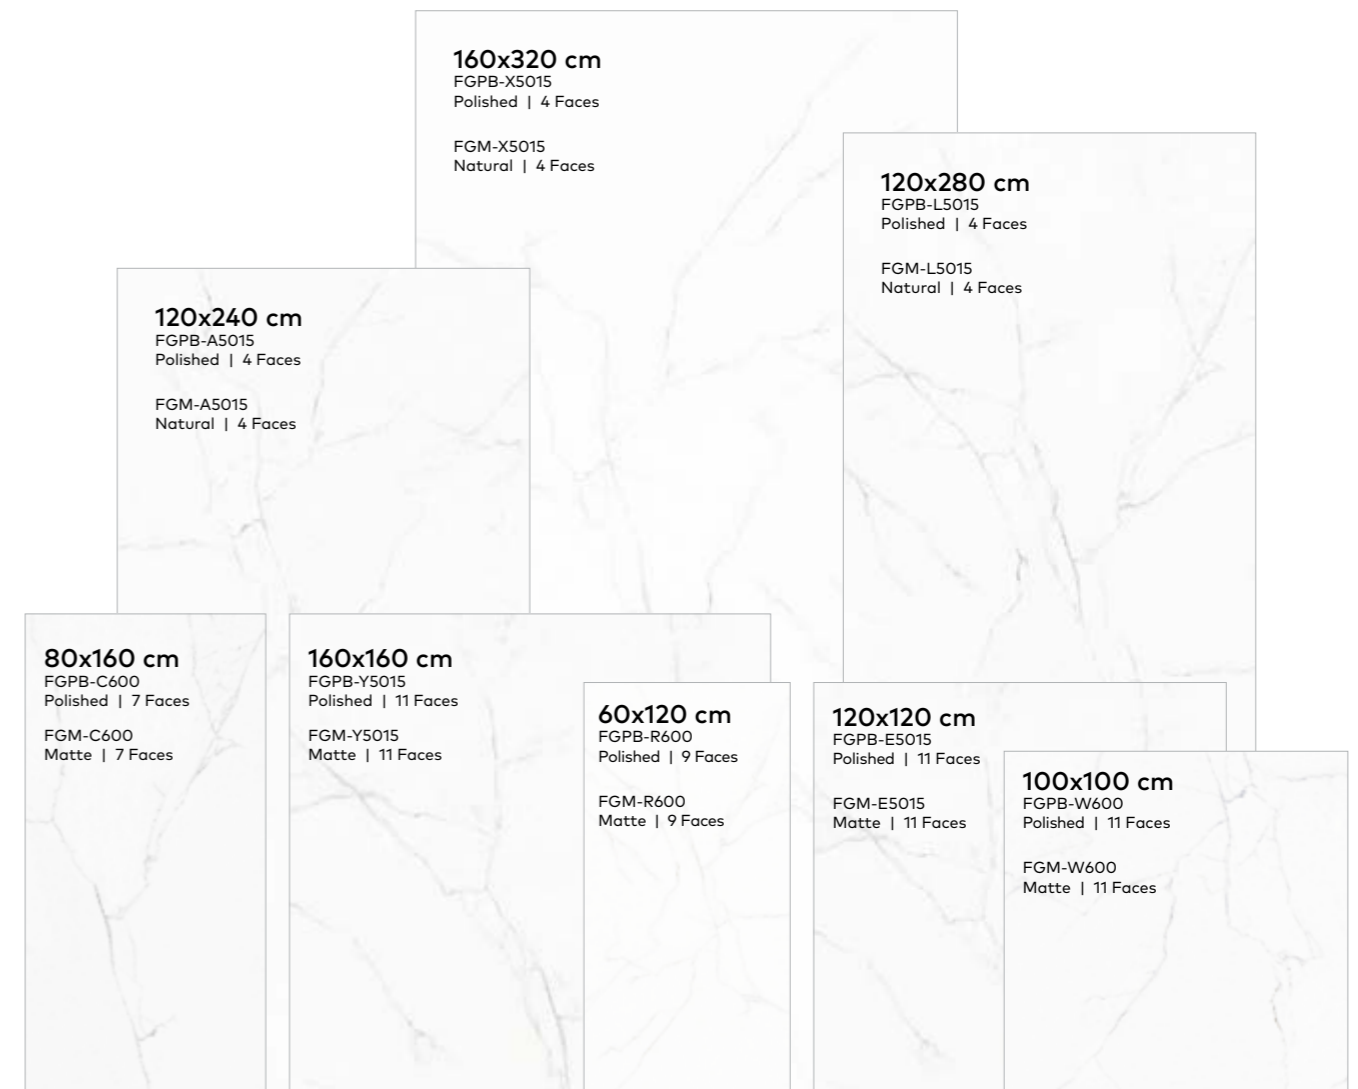 160x320 cm
FGPB-X5015
Polished | 4 Faces
FGM-X5015
Natural | 4 Faces
120x280 cm
FGPB-L5015
Polished | 4 Faces
FGM-L5015
Natural | 4 Faces
120x240 cm
FGPB-A5015
Polished | 4 Faces
FGM-A5015
Natural | 4 Faces
80x160 cm
FGPB-C600
Polished | 7 Faces
FGM-C600
Matte | 7 Faces
160x160 cm
FGPB-Y5015
Polished | 11 Faces
FGM-Y5015
Matte | 11 Faces
60x120 cm
FGPB-R600
Polished | 9 Faces
FGM-R600
Matte | 9 Faces
120x120 cm
FGPB-E5015
Polished | 11 Faces
FGM-E5015
Matte | 11 Faces
100x100 cm
FGPB-W600
Polished | 11 Faces
FGM-W600
Matte | 11 Faces